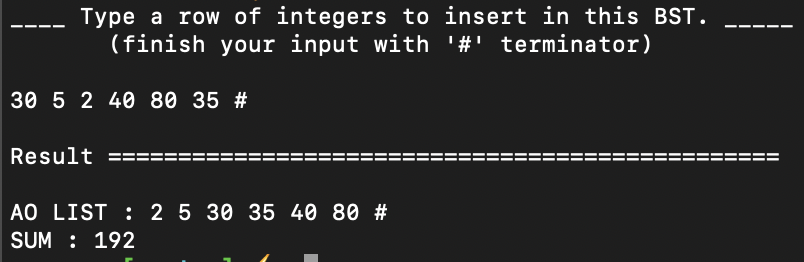 ____ Type a row of integers to insert in this BST. _____
(finish your input with '#' terminator)
30 5 2 40 80 35 #
Result ================================================
AO LIST : 2 5 30 35 40 80 #
SUM : 192